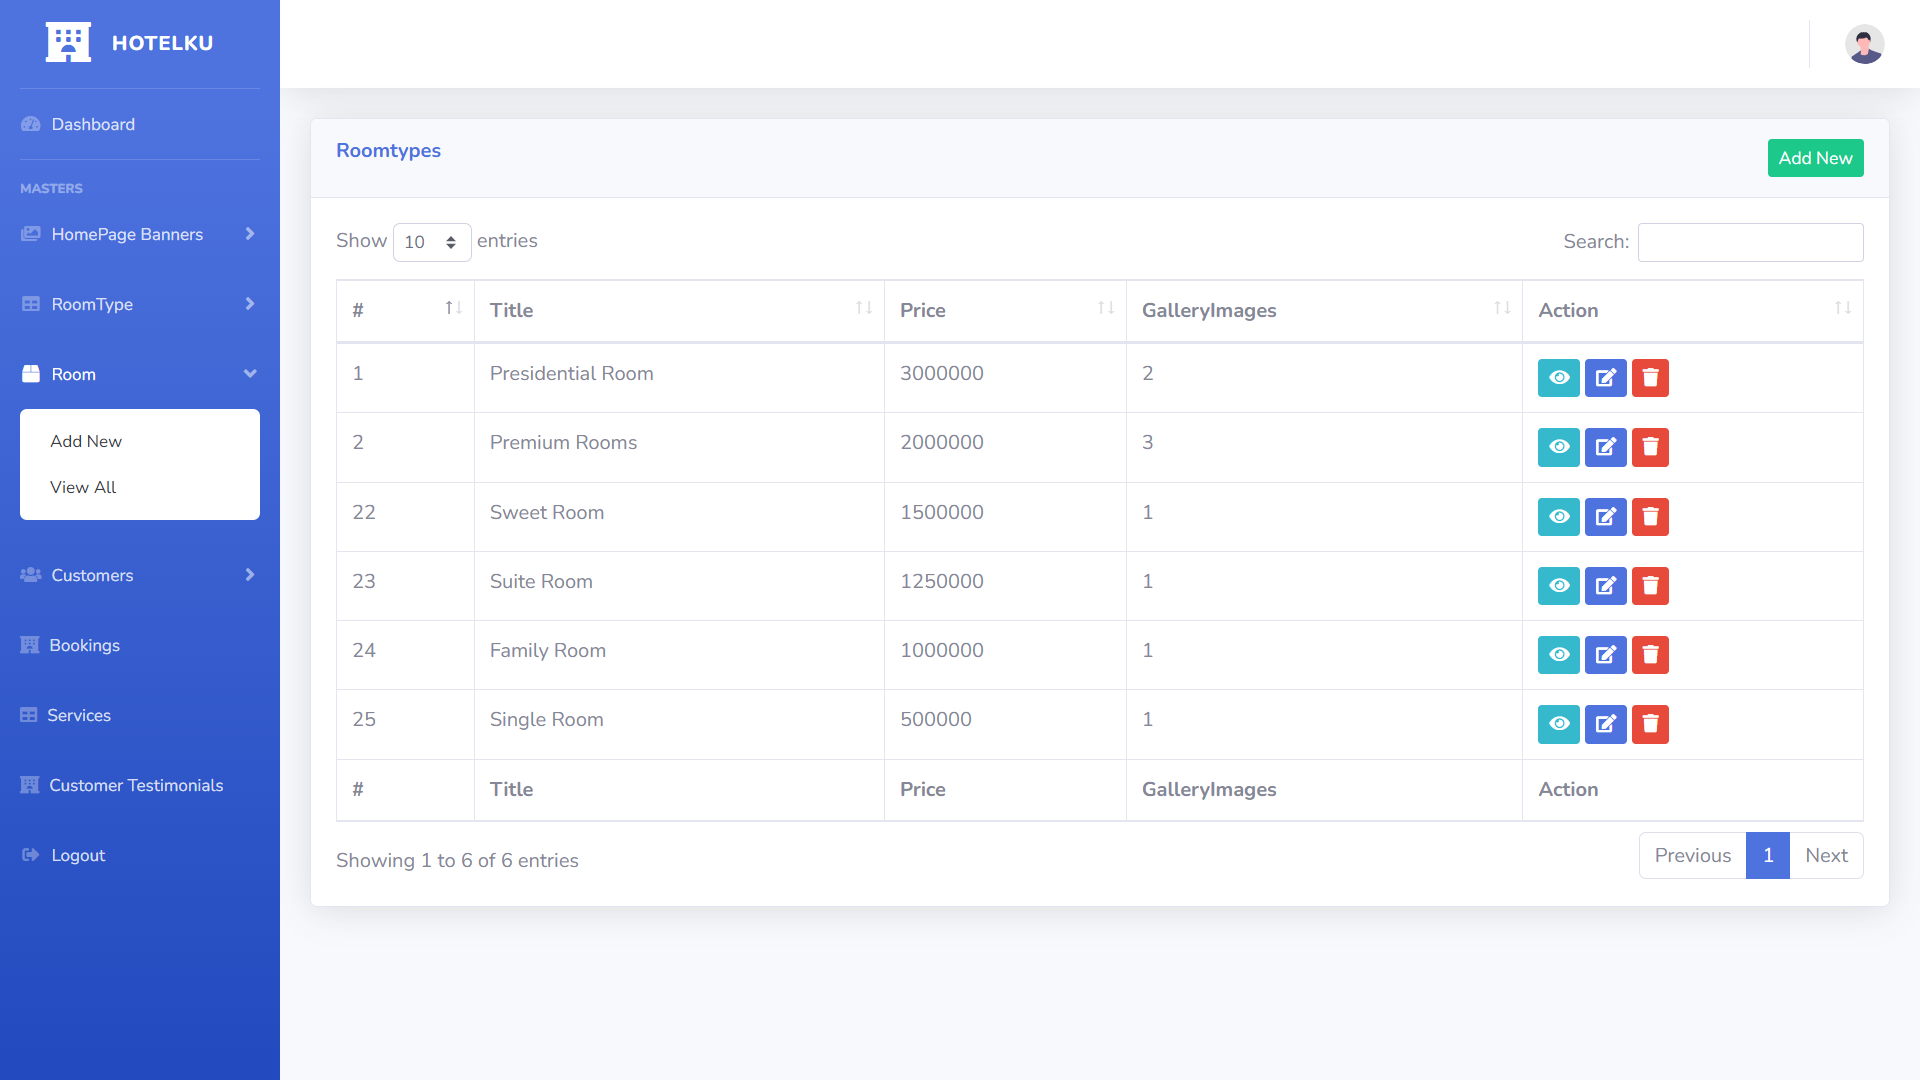 HOTELKU
Dashboard
MASTERS
HomePage Banners
RoomType
Room
Add New
View All
Customers
Bookings
Services
Customer Testimonials
Logout
Roomtypes
Add New
Show 10 entries
Search:
# Title Price GalleryImages Action
1 Presidential Room 3000000 2
2 Premium Rooms 2000000 3
22 Sweet Room 1500000 1
23 Suite Room 1250000 1
24 Family Room 1000000 1
25 Single Room 500000 1
# Title Price GalleryImages Action
Showing 1 to 6 of 6 entries
Previous 1 Next